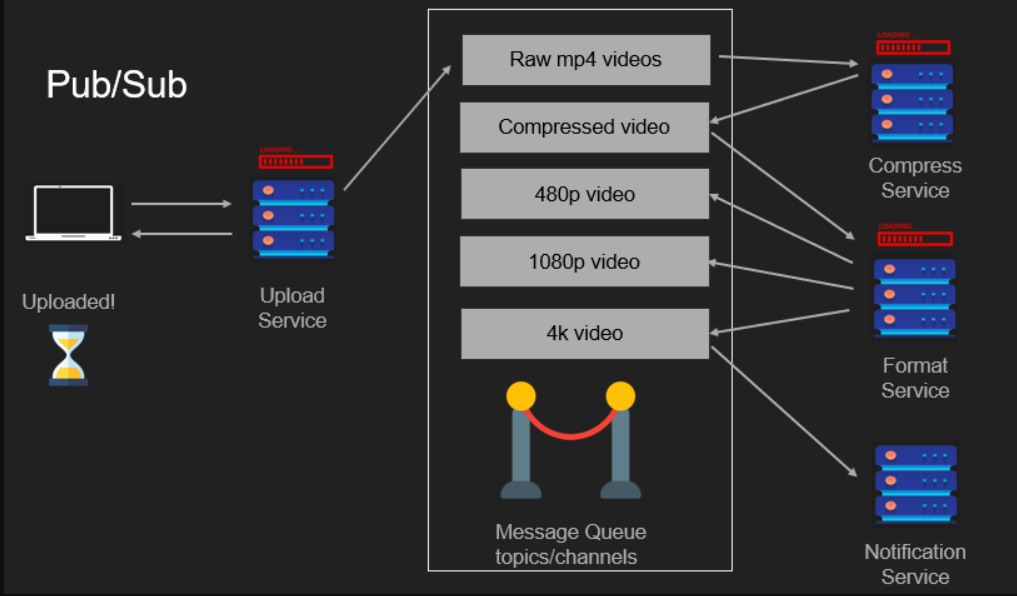 Pub/Sub
Uploaded!
LOADING ...
Upload
Service
Raw mp4 videos
Compressed video
480p video
1080p video
4k video
Message Queue
topics/channels
LOADING ...
Compress
Service
LOADING ...
Format
Service
Notification
Service